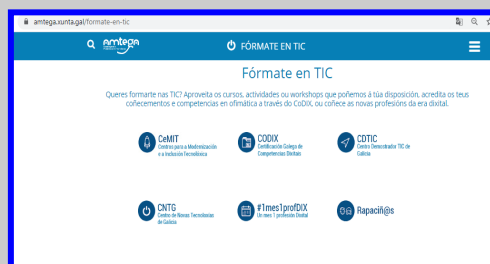 amtega.xunta.gal/formate-en-tic
amtega
FÓRMATE EN TIC
Fórmate en TIC
Queres formarte nas TIC? Aproveita os cursos, actividades ou workshops que poñemos á túa disposición, acredita os teus
coñecementos e competencias en ofimática a través do CoDIX, ou coñece as novas profesións da era dixital.
CeMIT
Centros para a Modernización
e a Inclusión Tecnolóxica
CODIX
Certificación Galega de
Competencias Dixitais
CDTIC
Centro Demostrador TIC de
Galicia
CNTG
Centro de Novas Tecnoloxías
de Galicia
#1mes1profDIX
Un mes 1 profesión Dixital
Rapaciñ@s